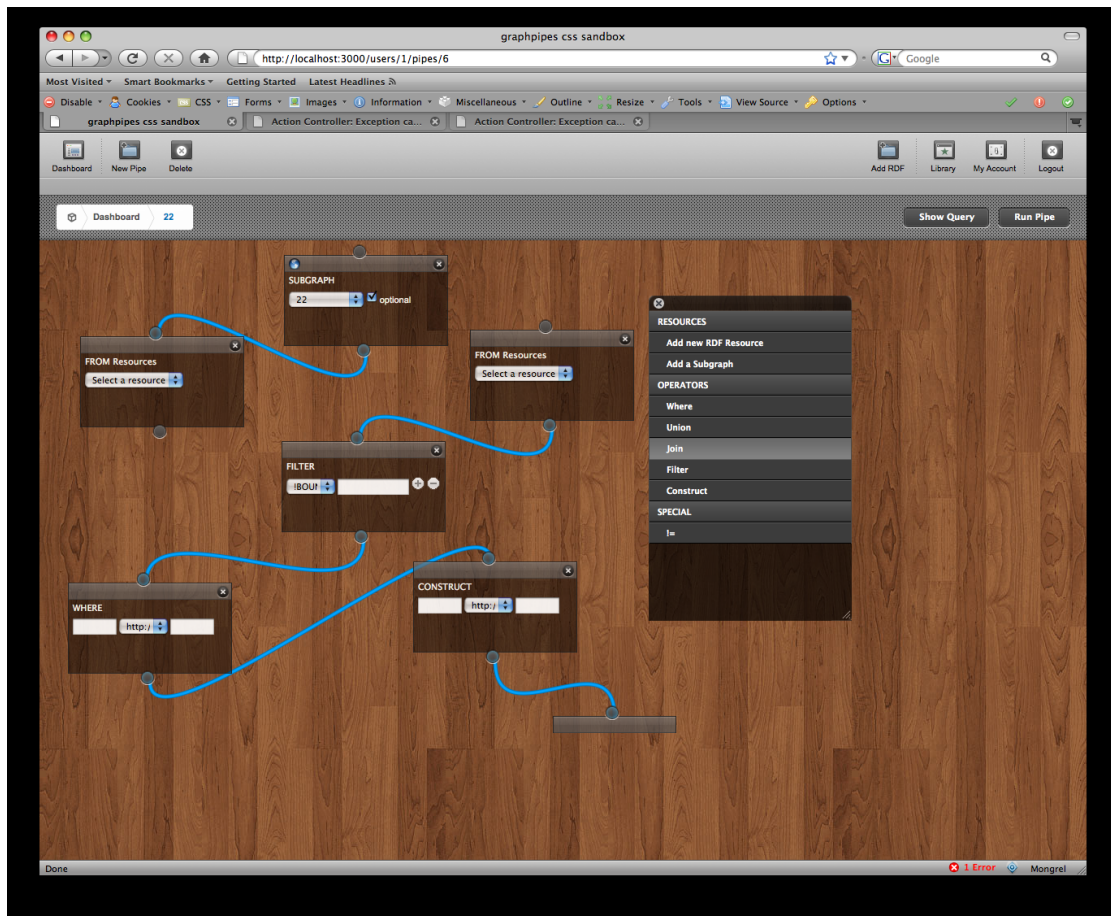 graphpipes css sandbox
http://localhost:3000/users/1/pipes/6
Google
Most Visited Smart Bookmarks Getting Started Latest Headlines
Disable Cookies CSS Forms Images Information Miscellaneous Outline Resize Tools View Source Options
graphpipes css sandbox Action Controller: Exception ca... Action Controller: Exception ca...
Dashboard New Pipe Delete Add RDF Library My Account Logout
Dashboard 22 Show Query Run Pipe
SUBGRAPH
22 optional
FROM Resources
Select a resource
FROM Resources
Select a resource
FILTER
!BOUN
WHERE
http:/
CONSTRUCT
http:/
RESOURCES
Add new RDF Resource
Add a Subgraph
OPERATORS
Where
Union
Join
Filter
Construct
SPECIAL
!=
Done 1 Error Mongrel